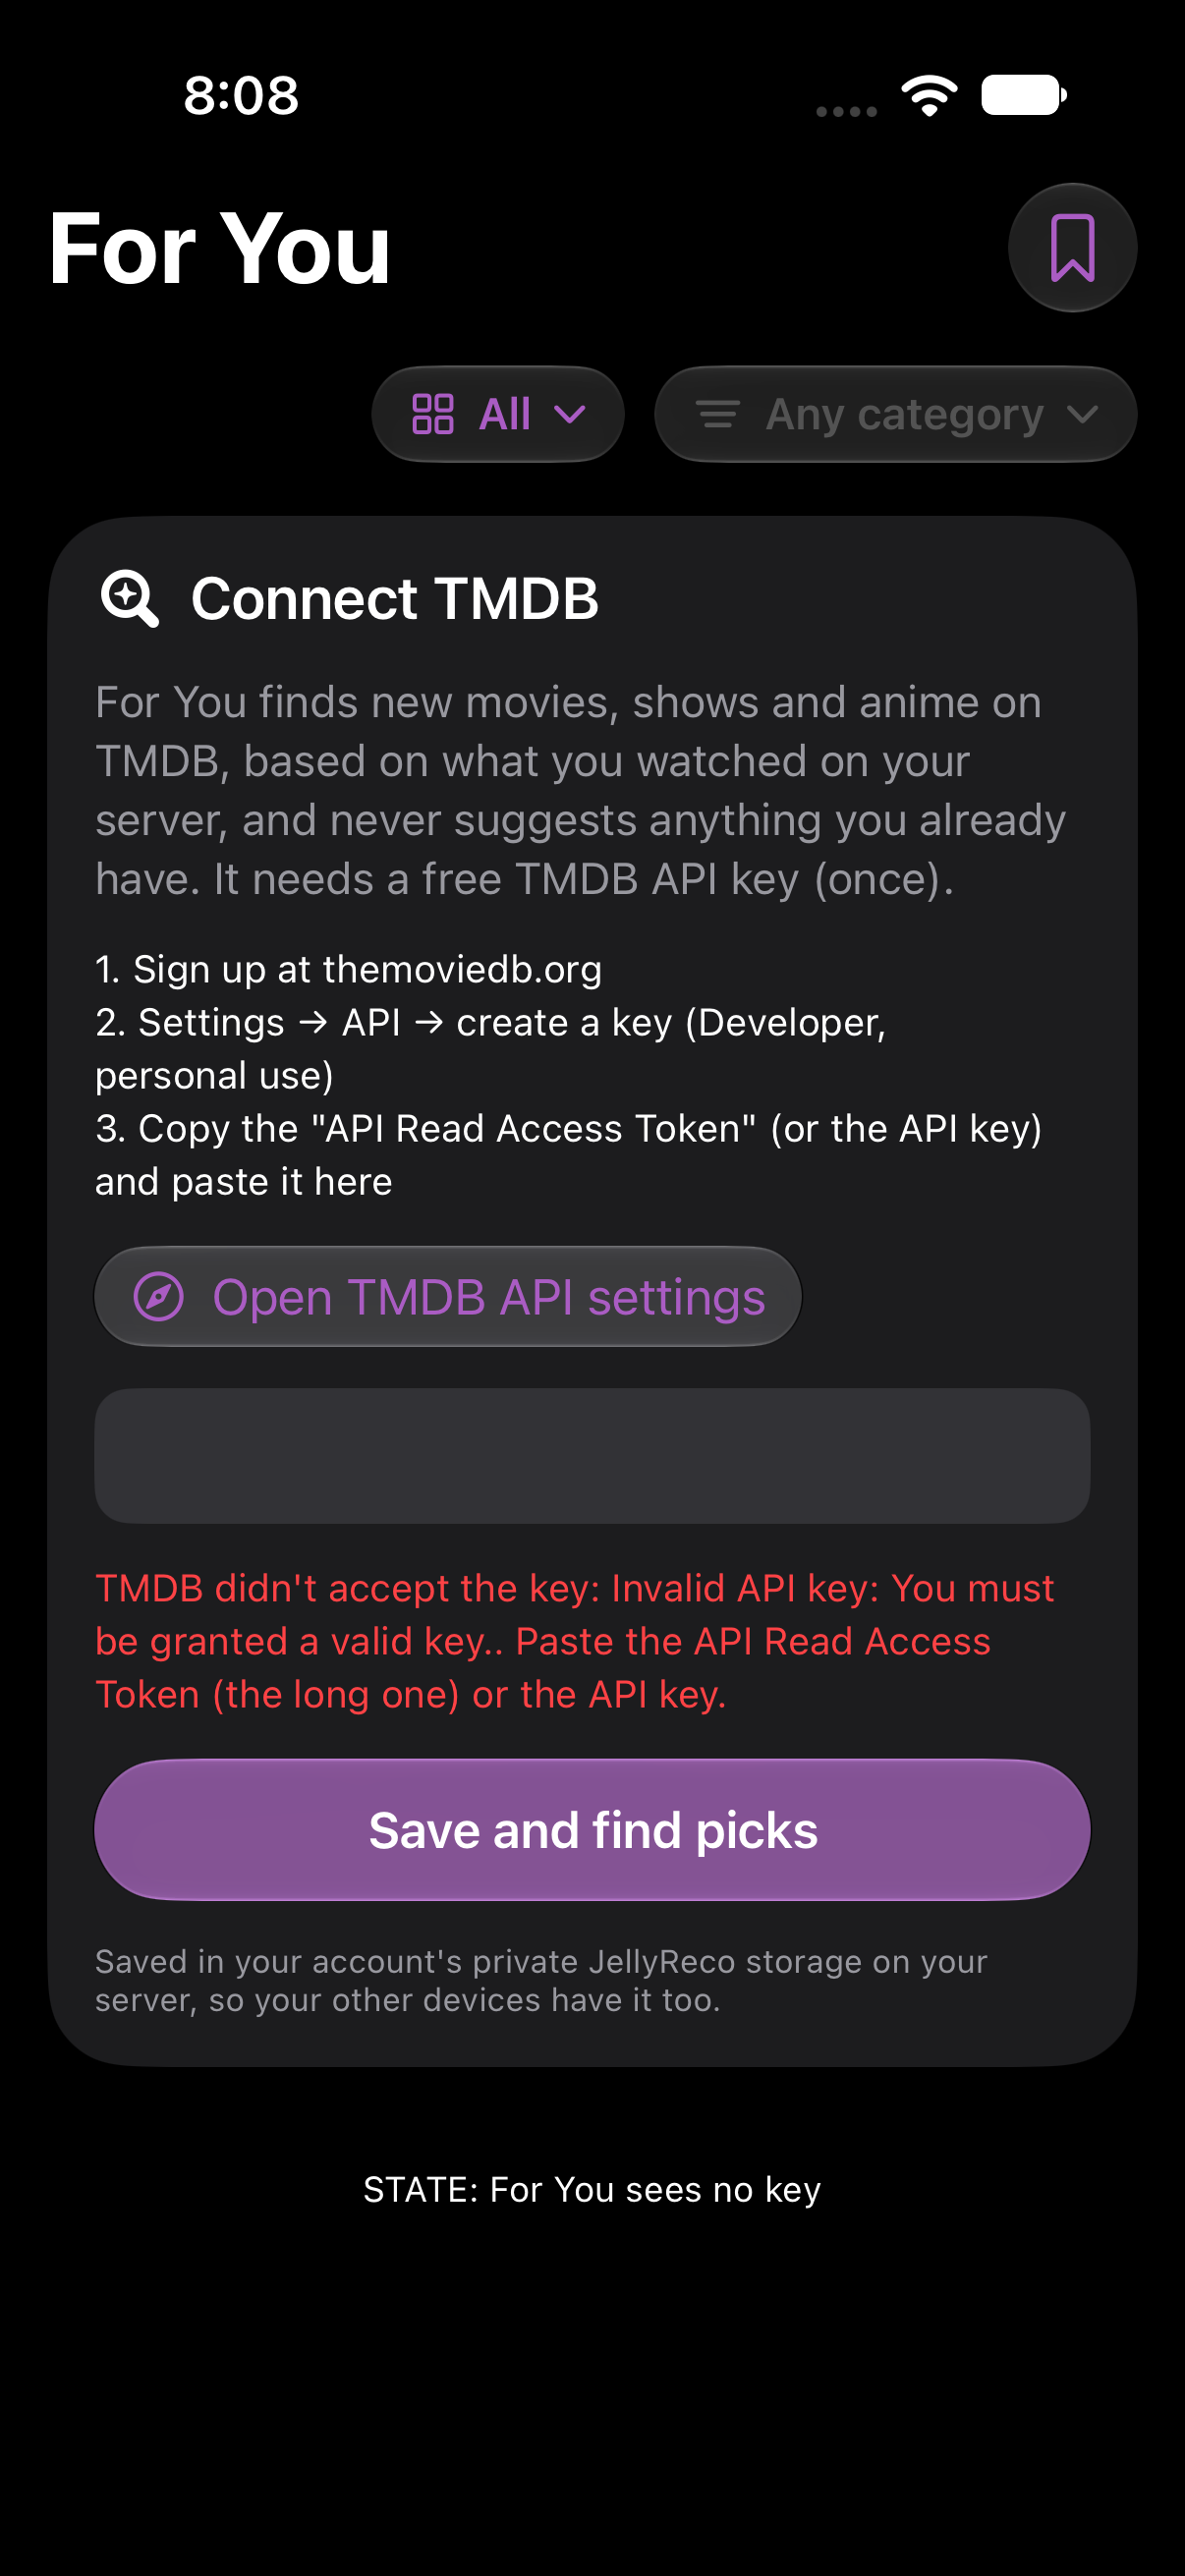 8:08
For You
All
Any category
Connect TMDB
For You finds new movies, shows and anime on
TMDB, based on what you watched on your
server, and never suggests anything you already
have. It needs a free TMDB API key (once).
1. Sign up at themoviedb.org
2. Settings → API → create a key (Developer,
personal use)
3. Copy the "API Read Access Token" (or the API key)
and paste it here
Open TMDB API settings
TMDB didn't accept the key: Invalid API key: You must
be granted a valid key.. Paste the API Read Access
Token (the long one) or the API key.
Save and find picks
Saved in your account's private JellyReco storage on your
server, so your other devices have it too.
STATE: For You sees no key